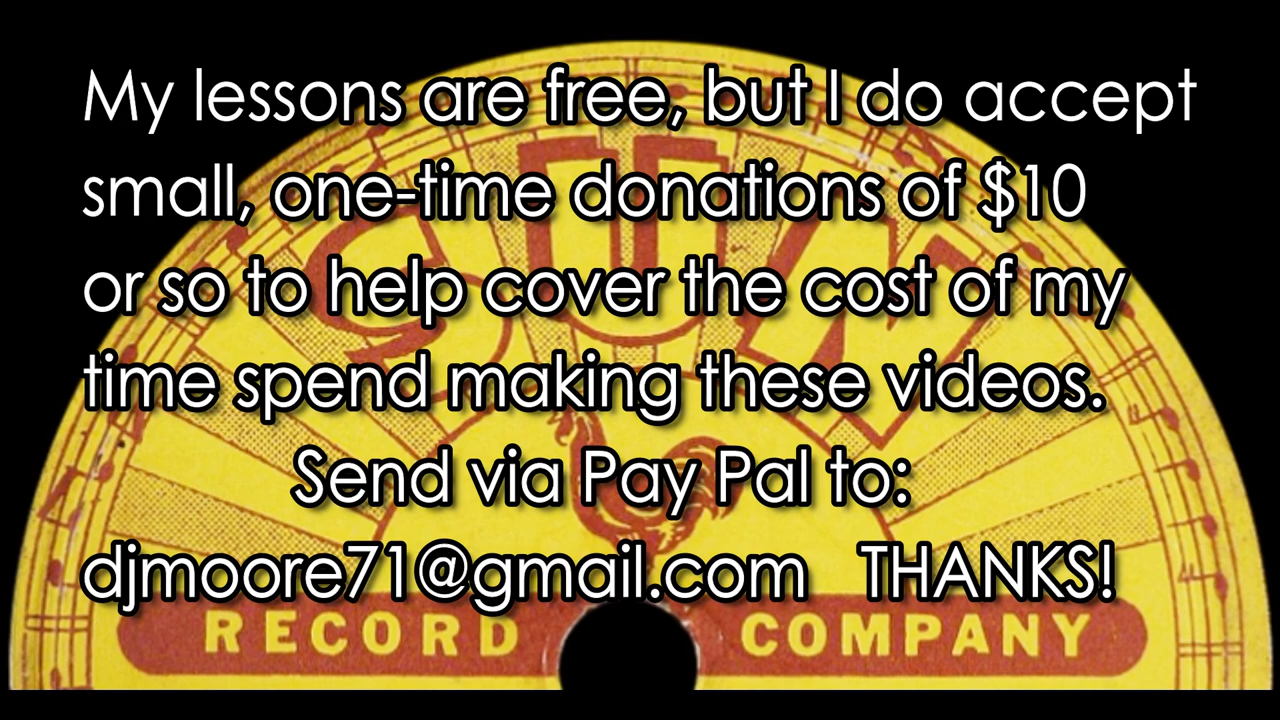 My lessons are free, but I do accept
small, one-time donations of $10
or so to help cover the cost of my
time spend making these videos.
Send via Pay Pal to:
djmoore71@gmail.com THANKS!
SUN
RECORD COMPANY